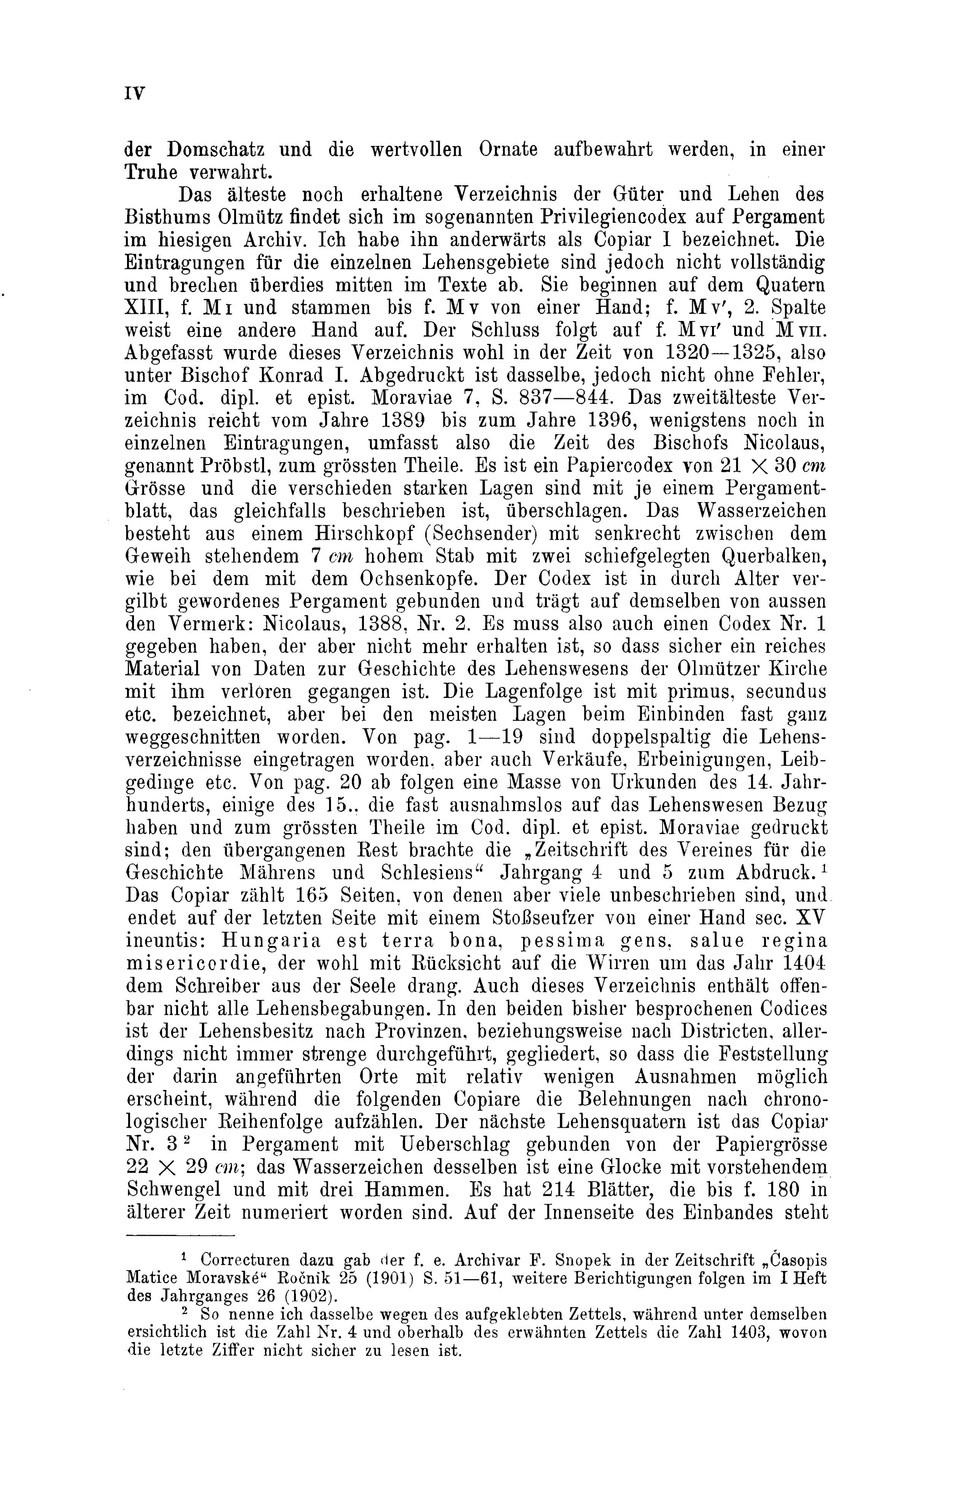 IV
der Domschatz und die wertvollen Ornate aufbewahrt werden, in einer
Truhe verwahrt.
Das älteste noch erhaltene Verzeichnis der Güter und Lehen des
Bisthums Olmütz findet sich im sogenannten Privilegiencodex auf Pergament
im hiesigen Archiv. Ich habe ihn anderwärts als Copiar I bezeichnet. Die
Eintragungen für die einzelnen Lehensgebiete sind jedoch nicht vollständig
und brechen überdies mitten im Texte ab. Sie beginnen auf dem Quatern
XIII, f. MI und stammen bis f. MV von einer Hand; f. MV', 2. Spalte
weist eine andere Hand auf. Der Schluss folgt auf f. MVI' und MVII.
Abgefasst wurde dieses Verzeichnis wohl in der Zeit von 1320—1325, also
unter Bischof Konrad I. Abgedruckt ist dasselbe, jedoch nicht ohne Fehler,
im Cod. dipl. et epist. Moraviae 7, S. 837—844. Das zweitälteste Ver-
zeichnis reicht vom Jahre 1389 bis zum Jahre 1396, wenigstens noch in
einzelnen Eintragungen, umfasst also die Zeit des Bischofs Nicolaus,
genannt Pröbstl, zum grössten Theile. Es ist ein Papiercodex von 21 × 30 cm
Grösse und die verschieden starken Lagen sind mit je einem Pergament-
blatt, das gleichfalls beschrieben ist, überschlagen. Das Wasserzeichen
besteht aus einem Hirschkopf (Sechsender) mit senkrecht zwischen dem
Geweih stehendem 7 cm hohem Stab mit zwei schiefgelegten Querbalken,
wie bei dem mit dem Ochsenkopfe. Der Codex ist in durch Alter ver-
gilbt gewordenes Pergament gebunden und trägt auf demselben von aussen
den Vermerk: Nicolaus, 1388, Nr. 2. Es muss also auch einen Codex Nr. 1
gegeben haben, der aber nicht mehr erhalten ist, so dass sicher ein reiches
Material von Daten zur Geschichte des Lehenswesens der Olmützer Kirche
mit ihm verloren gegangen ist. Die Lagenfolge ist mit primus, secundus
etc. bezeichnet, aber bei den meisten Lagen beim Einbinden fast ganz
weggeschnitten worden. Von pag. 1—19 sind doppelspaltig die Lehens-
verzeichnisse eingetragen worden, aber auch Verkäufe, Erbeinigungen, Leib-
gedinge etc. Von pag. 20 ab folgen eine Masse von Urkunden des 14. Jahr-
hunderts, einige des 15., die fast ausnahmslos auf das Lehenswesen Bezug
haben und zum grössten Theile im Cod. dipl. et epist. Moraviae gedruckt
sind; den übergangenen Rest brachte die „Zeitschrift des Vereines für die
Geschichte Mährens und Schlesiens“ Jahrgang 4 und 5 zum Abdruck.¹
Das Copiar zählt 165 Seiten, von denen aber viele unbeschrieben sind, und
endet auf der letzten Seite mit einem Stoßseufzer von einer Hand sec. XV
ineuntis: Hungaria est terra bona, pessima gens, salue regina
misericordie, der wohl mit Rücksicht auf die Wirren um das Jahr 1404
dem Schreiber aus der Seele drang. Auch dieses Verzeichnis enthält offen-
bar nicht alle Lehensbegabungen. In den beiden bisher besprochenen Codices
ist der Lehensbesitz nach Provinzen, beziehungsweise nach Districten, aller-
dings nicht immer strenge durchgeführt, gegliedert, so dass die Feststellung
der darin angeführten Orte mit relativ wenigen Ausnahmen möglich
erscheint, während die folgenden Copiare die Belehnungen nach chrono-
logischer Reihenfolge aufzählen. Der nächste Lehensquatern ist das Copiar
Nr. 3² in Pergament mit Ueberschlag gebunden von der Papiergrösse
22 × 29 cm; das Wasserzeichen desselben ist eine Glocke mit vorstehendem
Schwengel und mit drei Hammen. Es hat 214 Blätter, die bis f. 180 in
älterer Zeit numeriert worden sind. Auf der Innenseite des Einbandes steht
¹ Correcturen dazu gab der f. e. Archivar F. Snopek in der Zeitschrift „Časopis
Matice Moravské“ Ročnik 25 (1901) S. 51—61, weitere Berichtigungen folgen im I Heft
des Jahrganges 26 (1902).
² So nenne ich dasselbe wegen des aufgeklebten Zettels, während unter demselben
ersichtlich ist die Zahl Nr. 4 und oberhalb des erwähnten Zettels die Zahl 1403, wovon
die letzte Ziffer nicht sicher zu lesen ist.